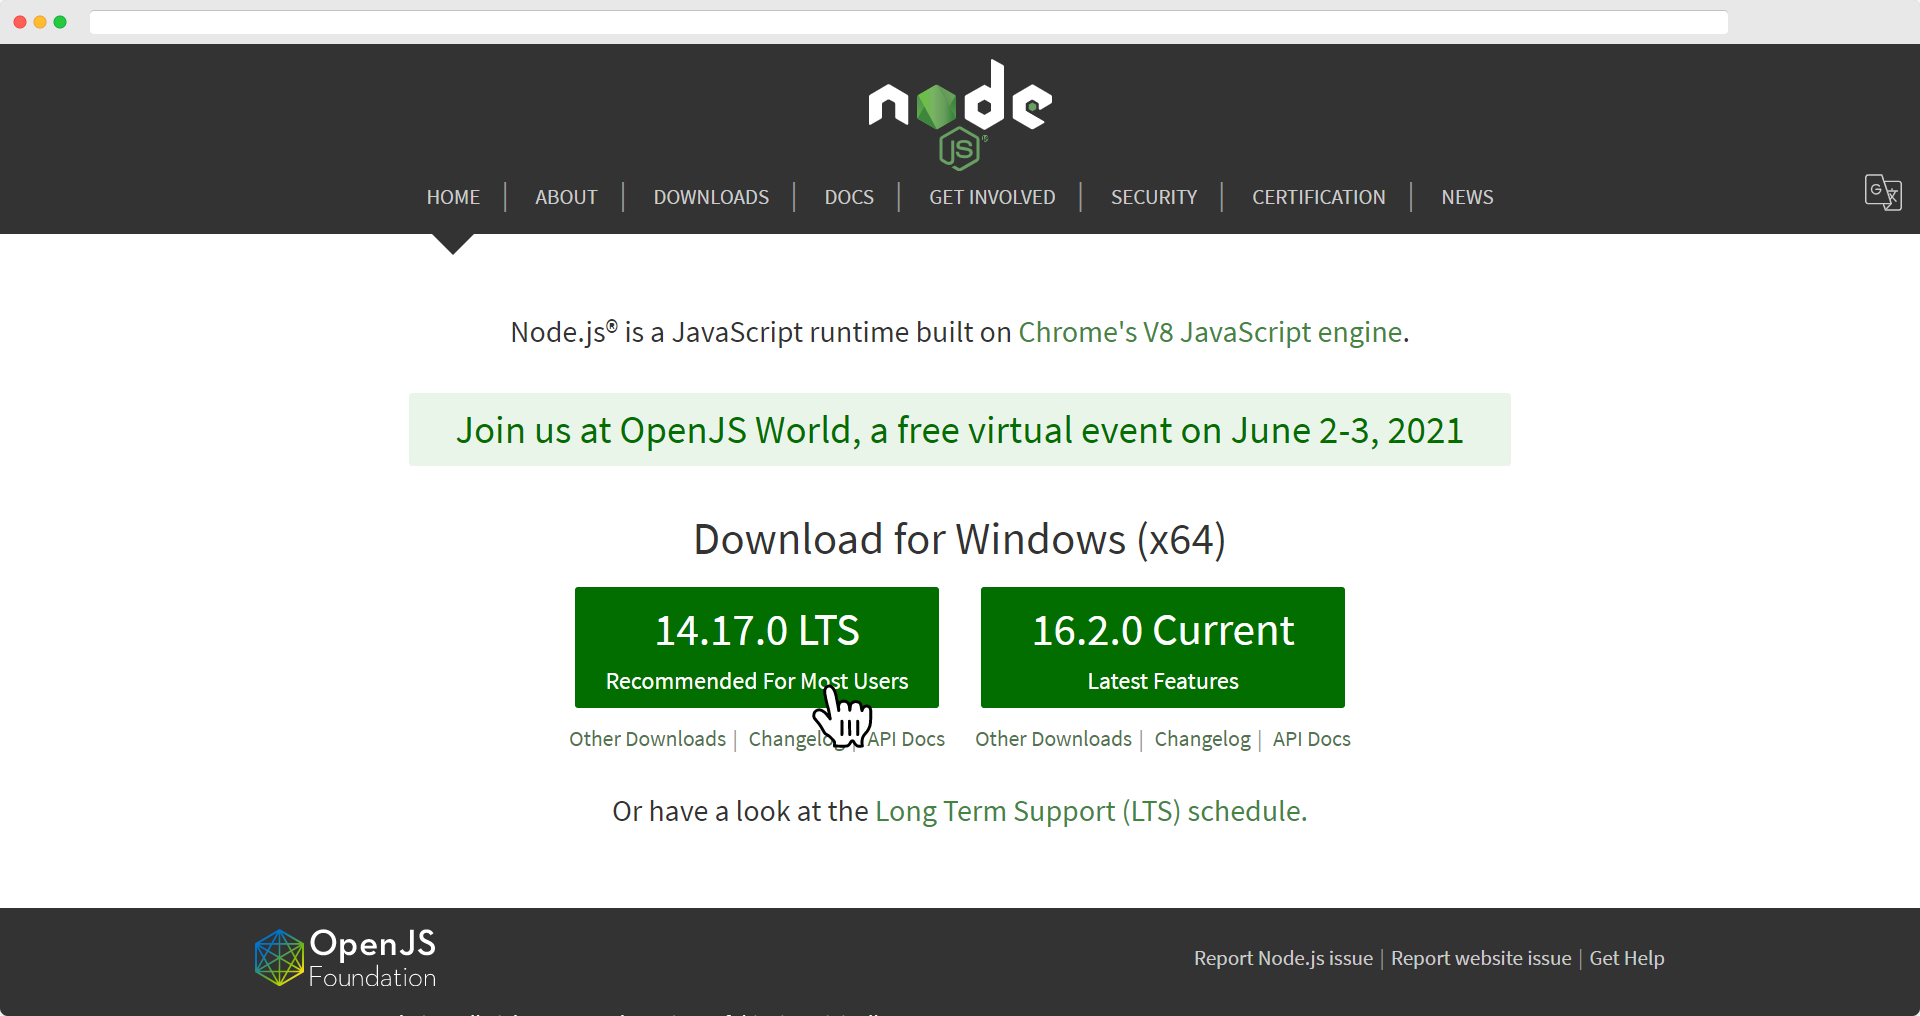 node
JS®
HOME | ABOUT | DOWNLOADS | DOCS | GET INVOLVED | SECURITY | CERTIFICATION | NEWS
Node.js® is a JavaScript runtime built on Chrome's V8 JavaScript engine.
Join us at OpenJS World, a free virtual event on June 2-3, 2021
Download for Windows (x64)
14.17.0 LTS
Recommended For Most Users
16.2.0 Current
Latest Features
Other Downloads | Changelog | API Docs
Other Downloads | Changelog | API Docs
Or have a look at the Long Term Support (LTS) schedule.
OpenJS
Foundation
Report Node.js issue | Report website issue | Get Help